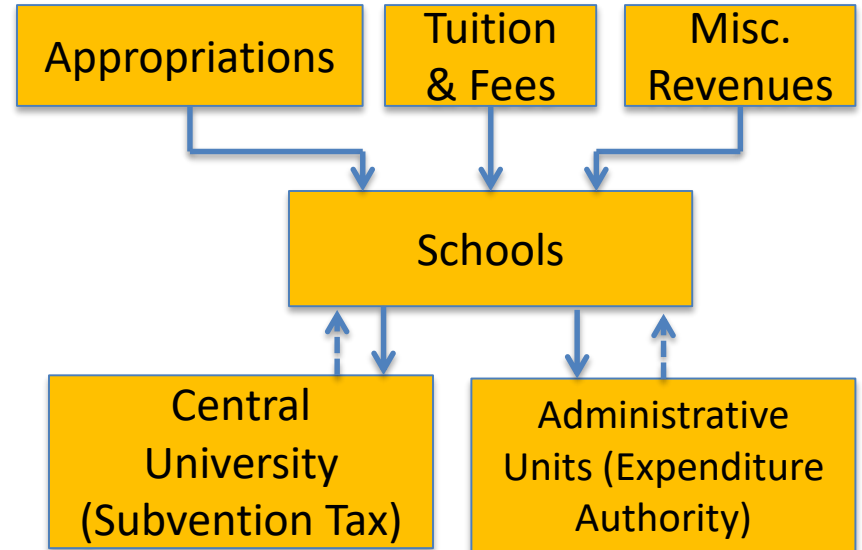 Appropriations
Tuition
& Fees
Misc.
Revenues
Schools
Central
University
(Subvention Tax)
Administrative
Units (Expenditure
Authority)